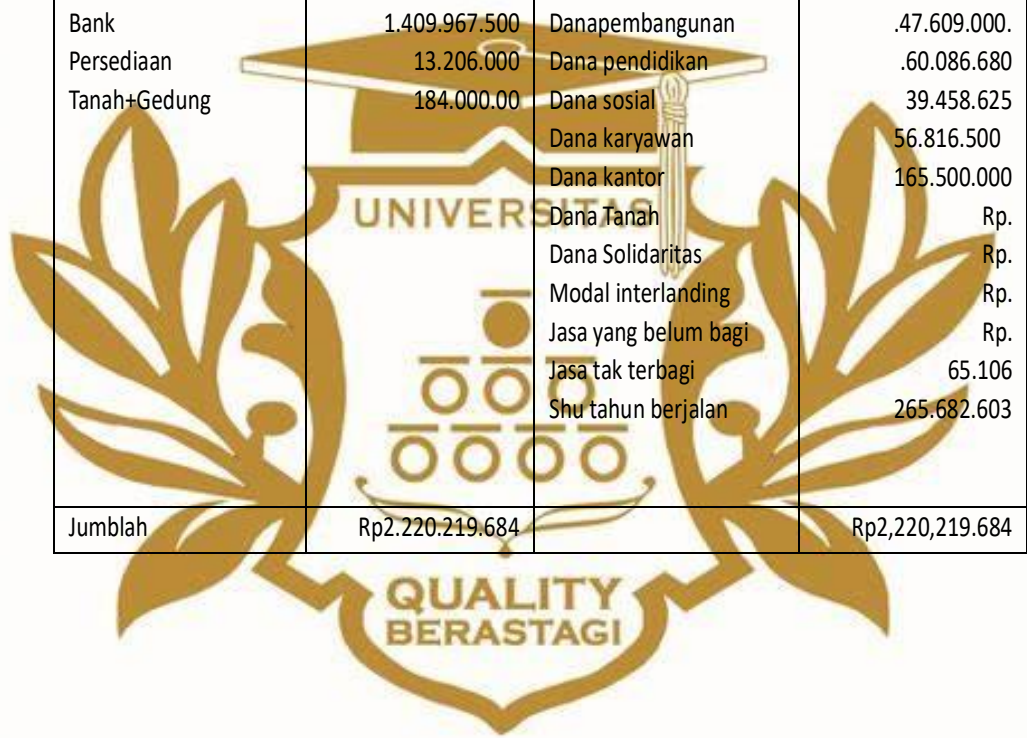 Bank 1.409.967.500 Danapembangunan .47.609.000.
Persediaan 13.206.000 Dana pendidikan .60.086.680
Tanah+Gedung 184.000.00 Dana sosial 39.458.625
Dana karyawan 56.816.500
Dana kantor 165.500.000
Dana Tanah Rp.
Dana Solidaritas Rp.
Modal interlanding Rp.
Jasa yang belum bagi Rp.
Jasa tak terbagi 65.106
Shu tahun berjalan 265.682.603
Jumblah Rp2.220.219.684 Rp2,220,219.684
UNIVERSITAS
QUALITY
BERASTAGI